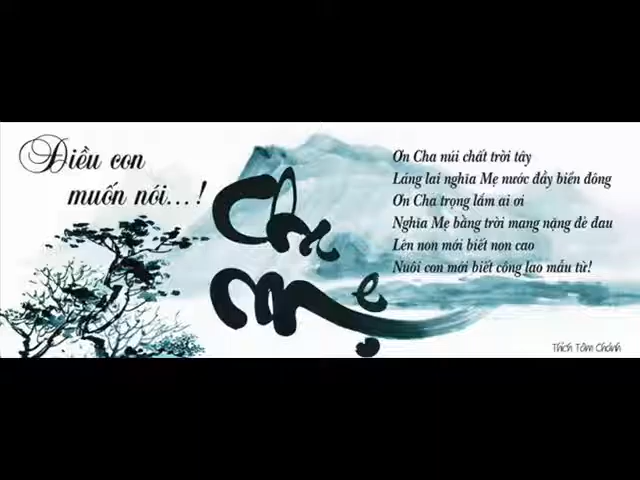 Điều con
muốn nói...!
Cha
Mẹ
Ơn Cha núi chất trời tây
Láng lai nghĩa Mẹ nước đầy biển đông
Ơn Cha trọng lắm ai ơi
Nghĩa Mẹ bằng trời mang nặng đẻ đau
Lên non mới biết non cao
Nuôi con mới biết công lao mẫu từ!
Thích Tâm Chánh